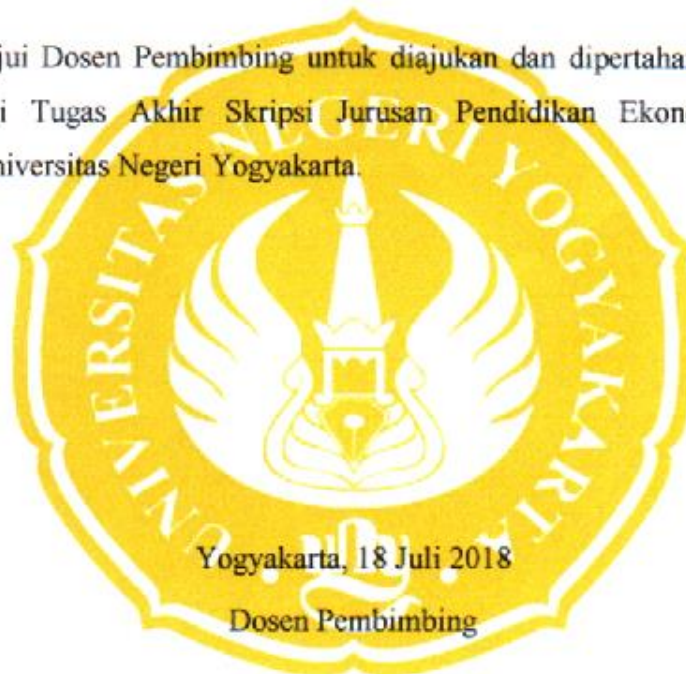 jui Dosen Pembimbing untuk diajukan dan dipertaha
i Tugas Akhir Skripsi Jurusan Pendidikan Ekon
niversitas Negeri Yogyakarta.
UNIVERSITAS NEGERI YOGYAKARTA
Yogyakarta, 18 Juli 2018
Dosen Pembimbing